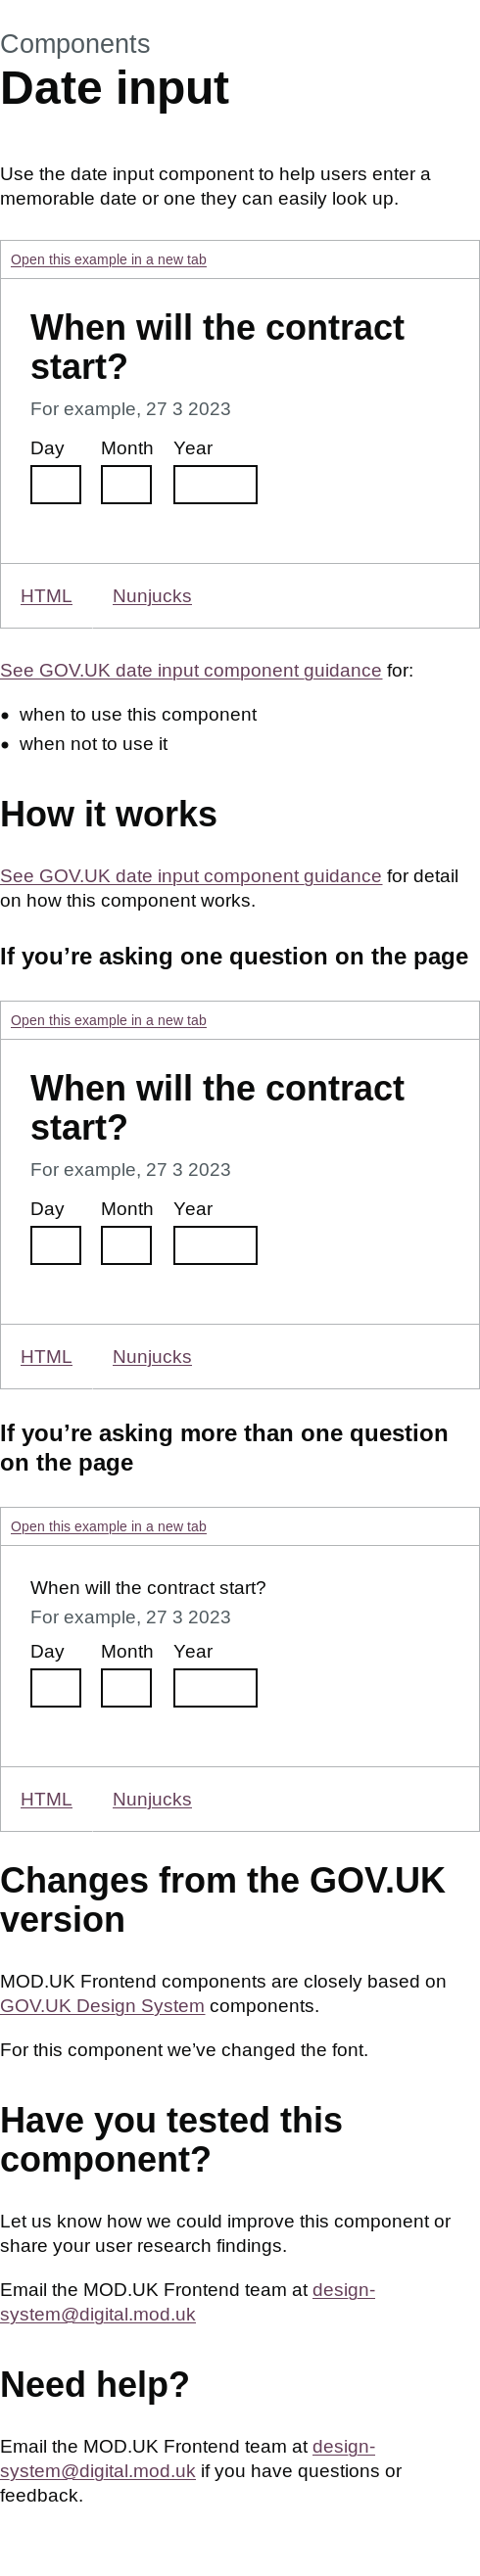 Components
Date input
Use the date input component to help users enter a
memorable date or one they can easily look up.
Open this example in a new tab
When will the contract
start?
For example, 27 3 2023
Day Month Year
HTML Nunjucks
See GOV.UK date input component guidance for:
• when to use this component
• when not to use it
How it works
See GOV.UK date input component guidance for detail
on how this component works.
If you’re asking one question on the page
Open this example in a new tab
When will the contract
start?
For example, 27 3 2023
Day Month Year
HTML Nunjucks
If you’re asking more than one question
on the page
Open this example in a new tab
When will the contract start?
For example, 27 3 2023
Day Month Year
HTML Nunjucks
Changes from the GOV.UK
version
MOD.UK Frontend components are closely based on
GOV.UK Design System components.
For this component we’ve changed the font.
Have you tested this
component?
Let us know how we could improve this component or
share your user research findings.
Email the MOD.UK Frontend team at design-
system@digital.mod.uk
Need help?
Email the MOD.UK Frontend team at design-
system@digital.mod.uk if you have questions or
feedback.